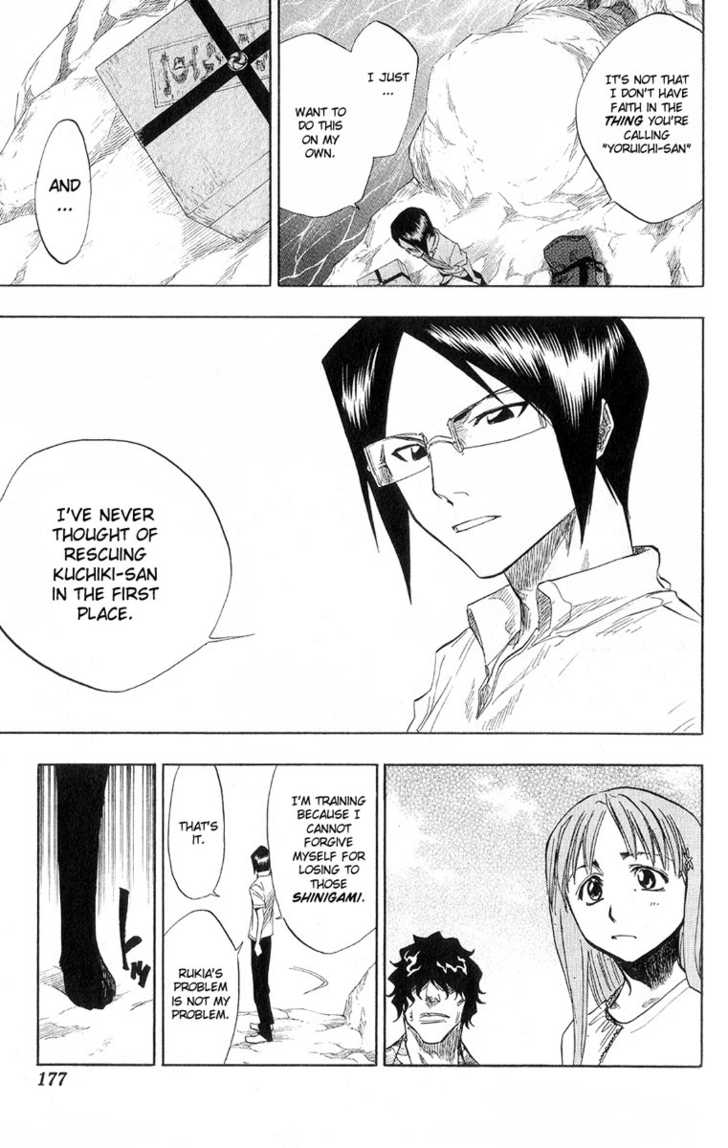 IT'S NOT THAT
I DON'T HAVE
FAITH IN THE
THING YOU'RE
CALLING
"YORUICHI-SAN"
I JUST
...
WANT TO
DO THIS
ON MY
OWN.
AND
...
I'VE NEVER
THOUGHT OF
RESCUING
KUCHIKI-SAN
IN THE FIRST
PLACE.
I'M TRAINING
BECAUSE I
CANNOT
FORGIVE
MYSELF FOR
LOSING TO
THOSE
SHINIGAMI.
THAT'S
IT.
RUKIA'S
PROBLEM
IS NOT MY
PROBLEM.
177